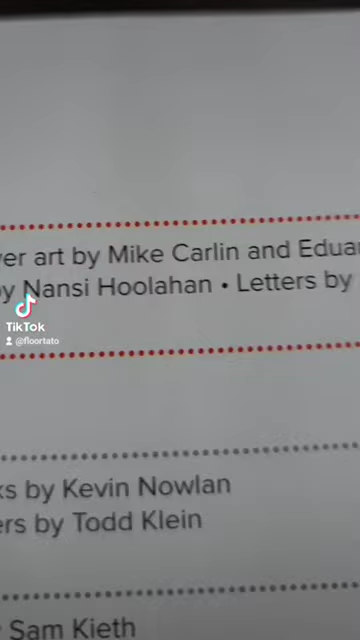 ver art by Mike Carlin and Eduar
by Nansi Hoolahan • Letters by
TikTok
@floortato
ks by Kevin Nowlan
ers by Todd Klein
Sam Kieth